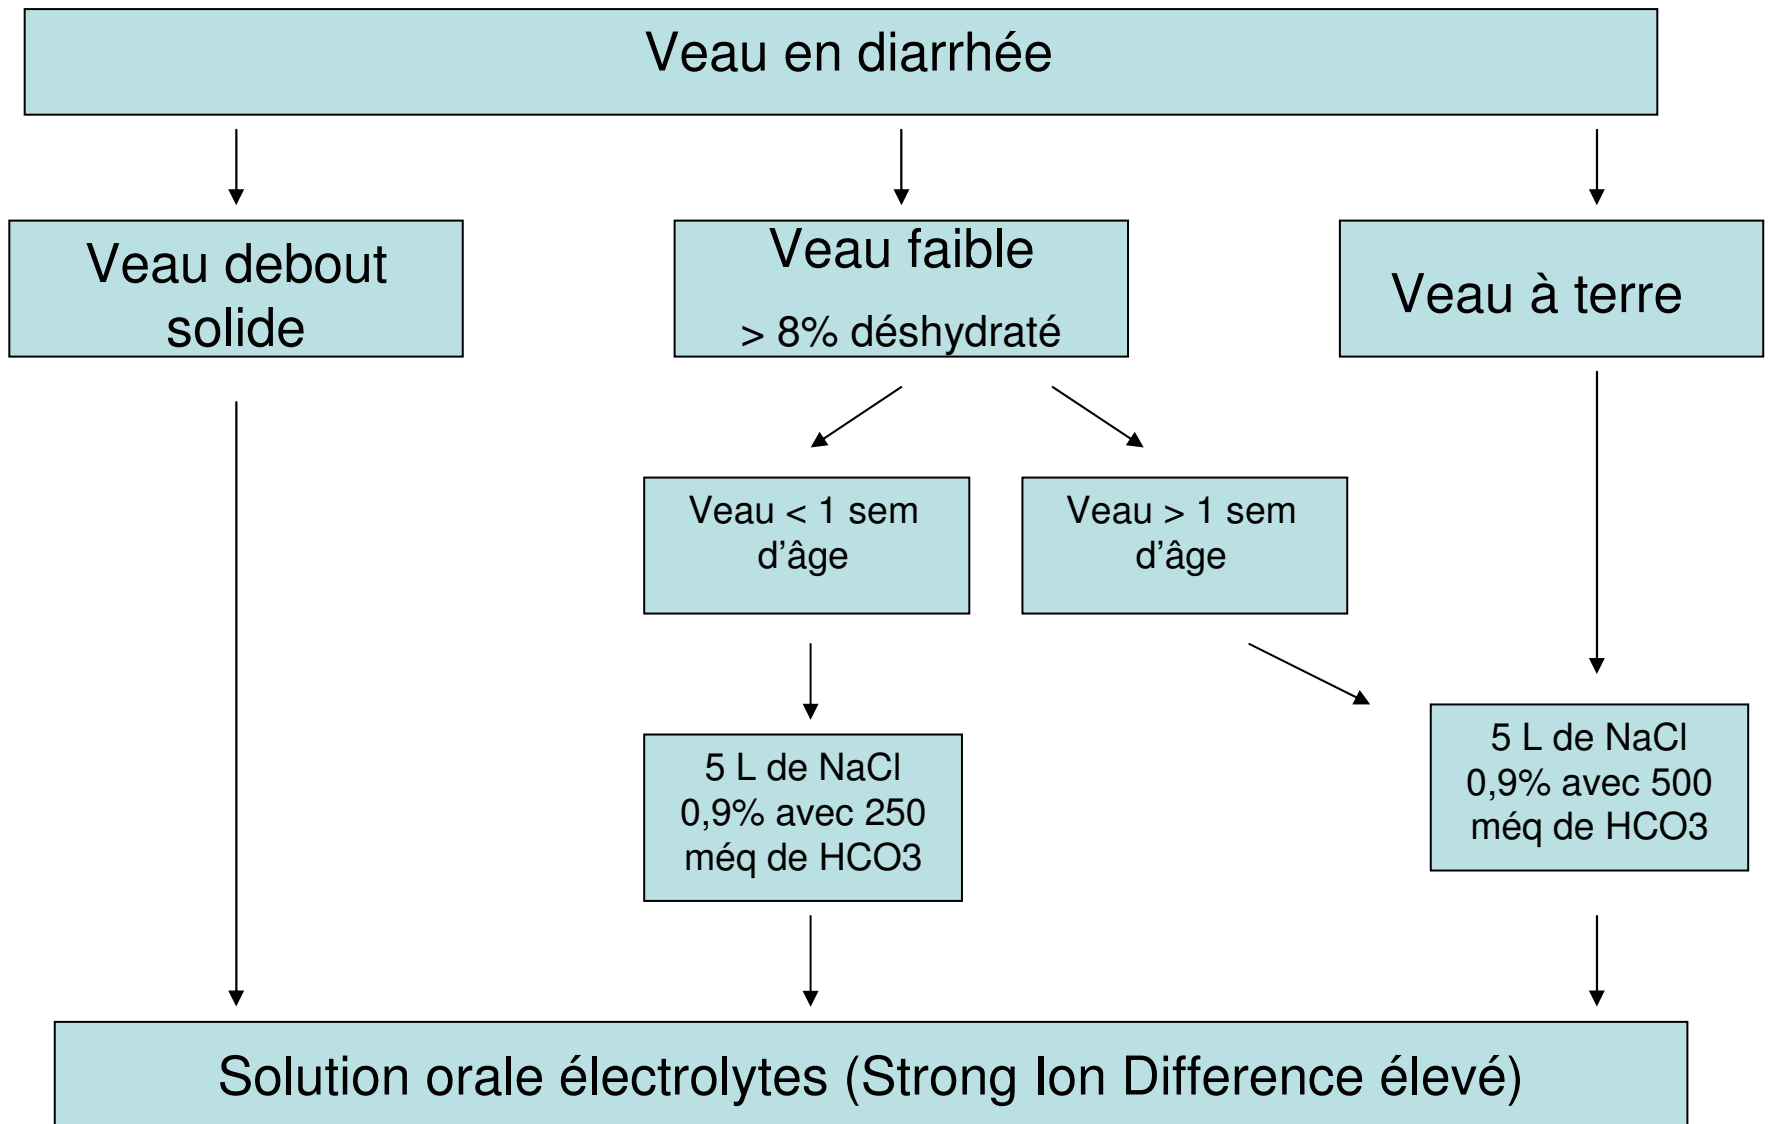 Veau en diarrhée
Veau debout
solide
Veau faible
> 8% déshydraté
Veau à terre
Veau < 1 sem
d’âge
Veau > 1 sem
d’âge
5 L de NaCl
0,9% avec 250
méq de HCO3
5 L de NaCl
0,9% avec 500
méq de HCO3
Solution orale électrolytes (Strong Ion Difference élevé)